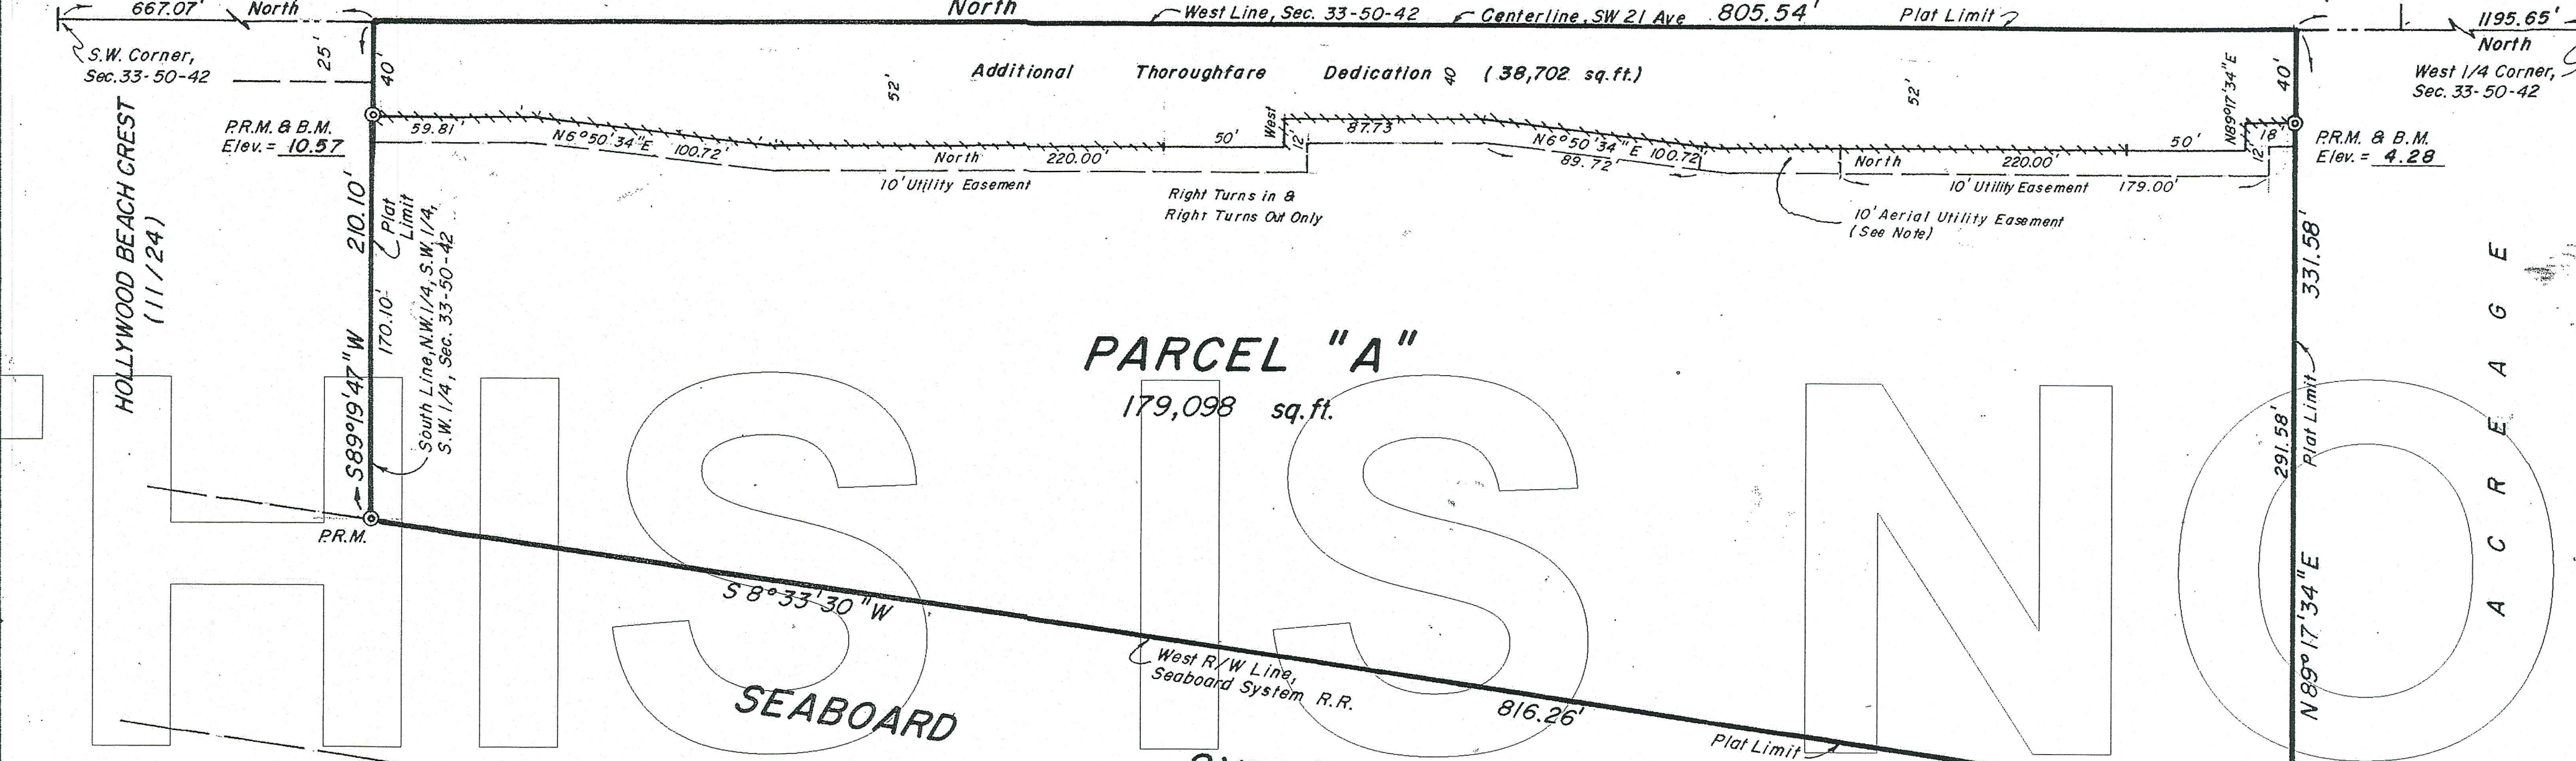 667.07' North
North
West Line, Sec. 33-50-42
Centerline, SW 21 Ave
805.54'
Plat Limit
1195.65'
North
S.W. Corner,
Sec. 33-50-42
25'
40'
52'
Additional Thoroughfare Dedication (38,702 sq.ft.)
40
52'
N89°17'34"E
40'
West 1/4 Corner,
Sec. 33-50-42
P.R.M. & B.M.
Elev. = 10.57
59.81'
N6°50'34"E 100.72'
North 220.00'
50'
West
12'
87.73'
N6°50'34"E 100.72'
89.72'
North 220.00'
50'
18'
12'
P.R.M. & B.M.
Elev. = 4.28
10' Utility Easement
Right Turns in &
Right Turns Out Only
10' Utility Easement 179.00'
10' Aerial Utility Easement
(See Note)
HOLLYWOOD BEACH CREST
(11/24)
210.10'
Plat
Limit
170.10'
S89°19'47"W
South Line, N.W. 1/4, S.W. 1/4,
S.W. 1/4, Sec. 33-50-42
PARCEL "A"
179,098 sq.ft.
331.58'
Plat Limit
291.58'
N89°17'34"E
ACREAGE
P.R.M.
S 8°33'30"W
West R/W Line,
Seaboard System R.R.
816.26'
Plat Limit
SEABOARD
HIS IS NO